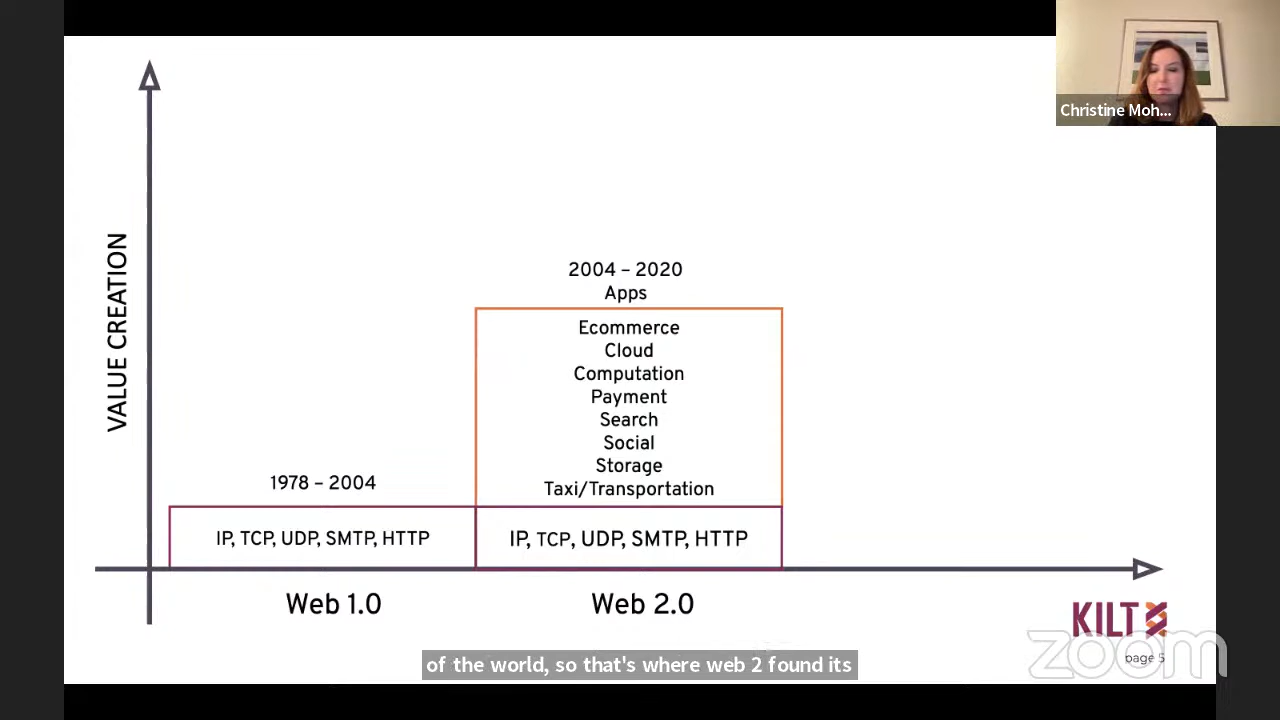 Christine Moh...
VALUE CREATION
2004 – 2020
Apps
Ecommerce
Cloud
Computation
Payment
Search
Social
Storage
Taxi/Transportation
1978 – 2004
IP, TCP, UDP, SMTP, HTTP
IP, TCP, UDP, SMTP, HTTP
Web 1.0
Web 2.0
KILT
zoom
page 5
of the world, so that's where web 2 found its